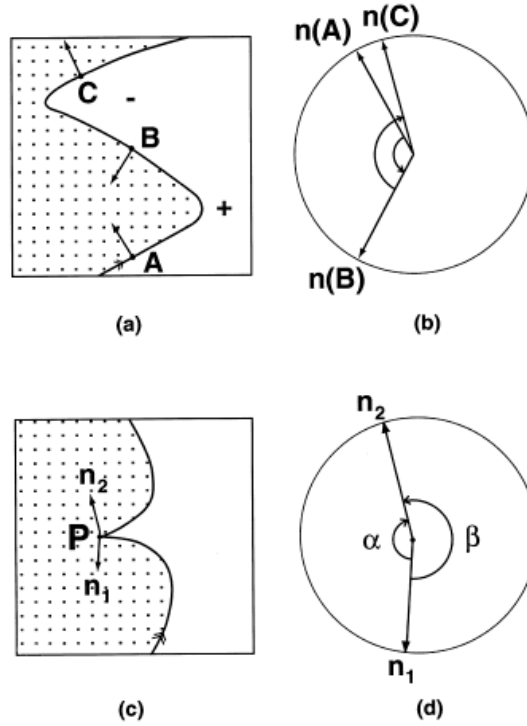 n(A) n(C)
C
-
B
+
A
n(B)
(a)
(b)
n₂
n₂
P
α
β
n₁
n₁
(c)
(d)